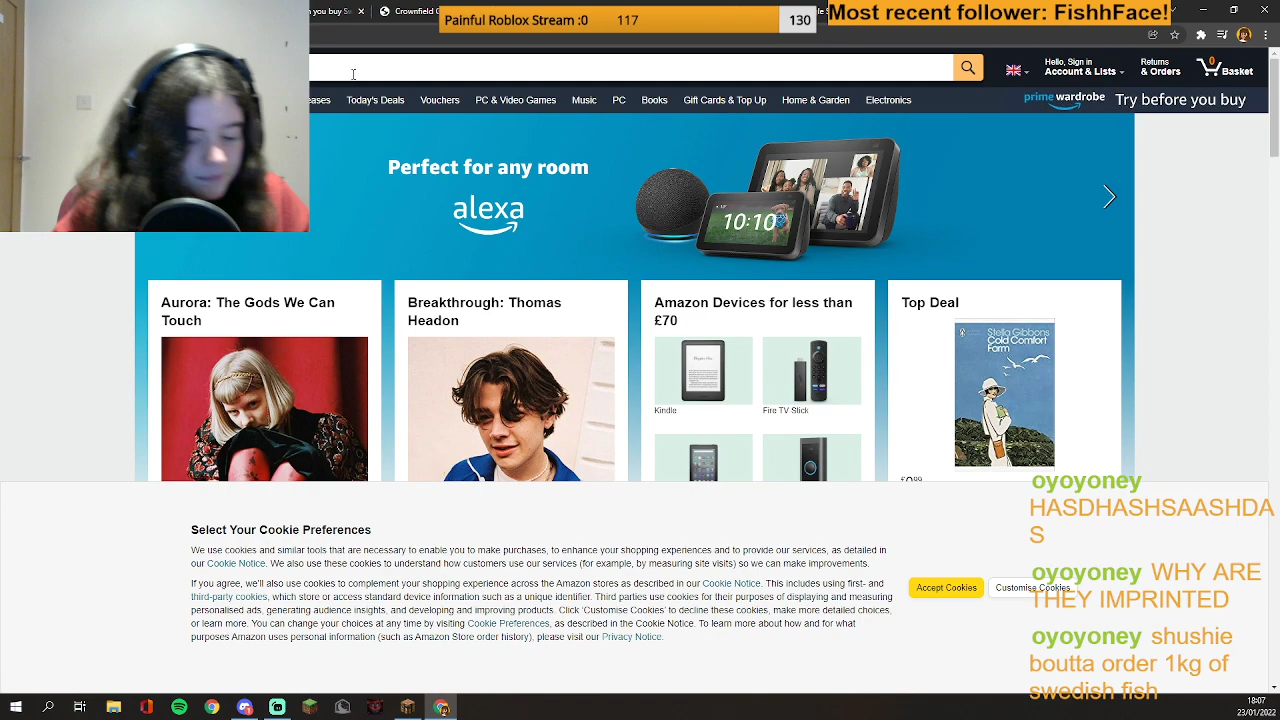 you buy Sv
Cronfield C
Painful Roblox Stream :0 117 130
Most recent follower: FishhFace!
Hello, Sign in
Account & Lists
Returns
& Orders
0
Basket
eases Today's Deals Vouchers PC & Video Games Music PC Books Gift Cards & Top Up Home & Garden Electronics
prime wardrobe Try before you buy
Perfect for any room
alexa
10:10
Aurora: The Gods We Can
Touch
Breakthrough: Thomas
Headon
Amazon Devices for less than
£70
Kindle
Fire TV Stick
Top Deal
Stella Gibbons
Cold Comfort
Farm
Select Your Cookie Preferences
We use cookies and similar tools that are necessary to enable you to make purchases, to enhance your shopping experiences and to provide our services, as detailed in
our Cookie Notice. We also use these cookies to understand how customers use our services (for example, by measuring site visits) so we can make improvements.
If you agree, we'll also use cookies to complement your shopping experience across the Amazon stores as described in our Cookie Notice. This includes using first- and
third-party cookies, which store or access standard device information such as a unique identifier. Third parties use cookies for their purposes of displaying and measuring
personalised ads, generating audience insights, and developing and improving products. Click 'Customise Cookies' to decline these cookies, make more detailed choices,
or learn more. You can change your choices at any time by visiting Cookie Preferences, as described in the Cookie Notice. To learn more about how and for what
purposes Amazon uses personal information (such as Amazon Store order history), please visit our Privacy Notice.
Accept Cookies
Customise Cookies
oyoyoney
HASDHASHSAASHDA
S
oyoyoney WHY ARE
THEY IMPRINTED
oyoyoney shushie
boutta order 1kg of
swedish fish
18:07
23/01/2022